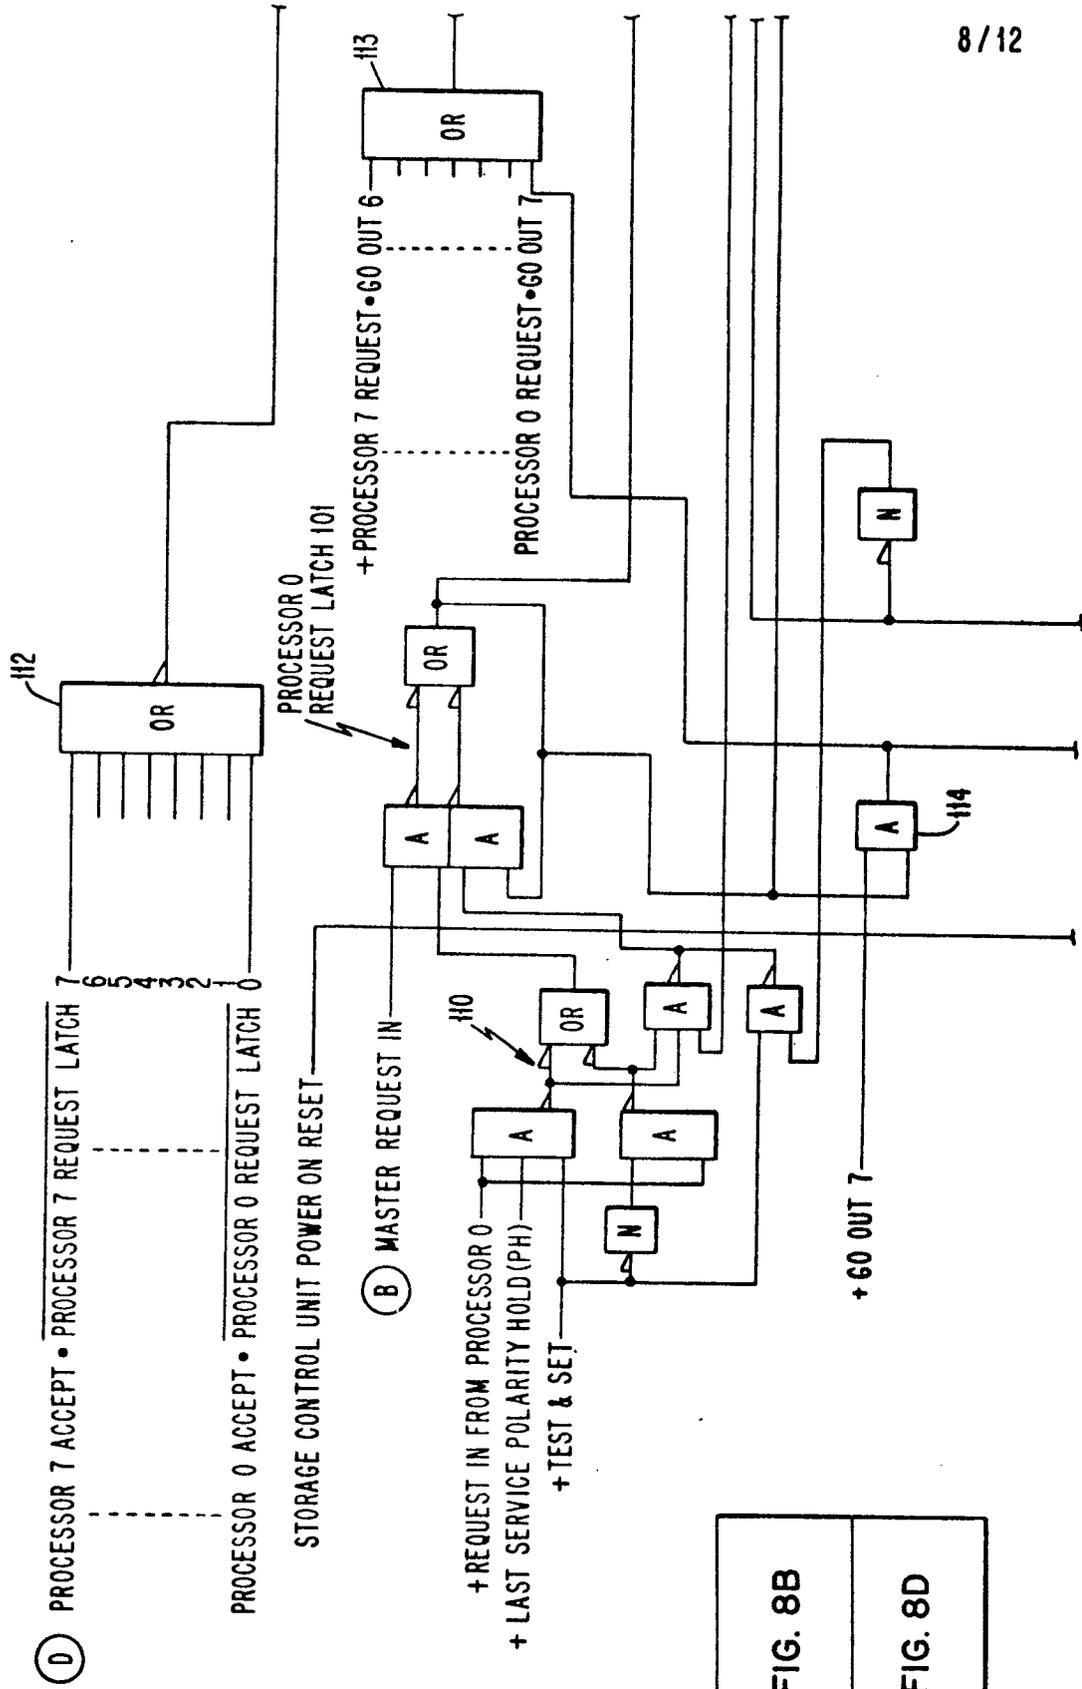 8/12
D PROCESSOR 7 ACCEPT • PROCESSOR 7 REQUEST LATCH 7
6
5
4
3
2
1
PROCESSOR 0 ACCEPT • PROCESSOR 0 REQUEST LATCH 0
OR
112
STORAGE CONTROL UNIT POWER ON RESET
B MASTER REQUEST IN
PROCESSOR 0
REQUEST LATCH 101
A
A
OR
+PROCESSOR 7 REQUEST•GO OUT 6
PROCESSOR 0 REQUEST•GO OUT 7
OR
113
110
+REQUEST IN FROM PROCESSOR 0
+ LAST SERVICE POLARITY HOLD(PH)
+TEST & SET
A
OR
N
A
A
A
+ GO OUT 7
A
114
N
FIG. 8B
FIG. 8D